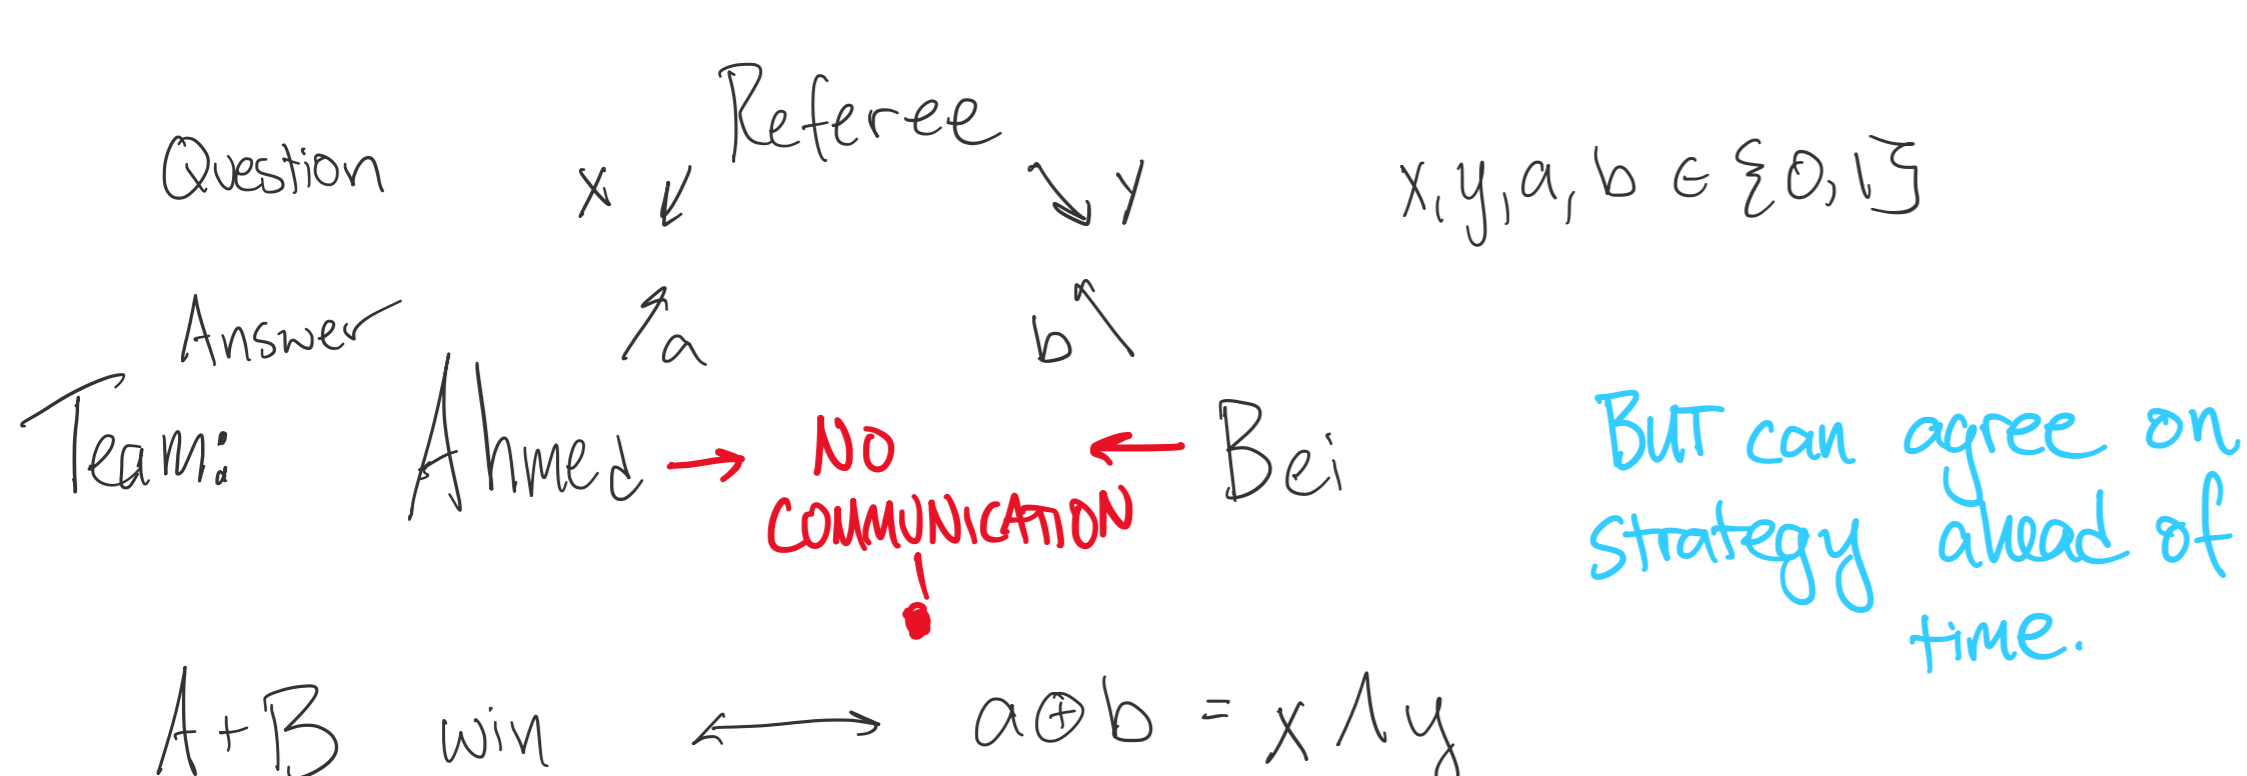 Referee
Question x y x, y, a, b ∈ {0,1}
Answer a b
Team: Ahmed NO COMMUNICATION! Bei
BUT can agree on
strategy ahead of
time.
A+B win ⟷ a⊕b = x∧y